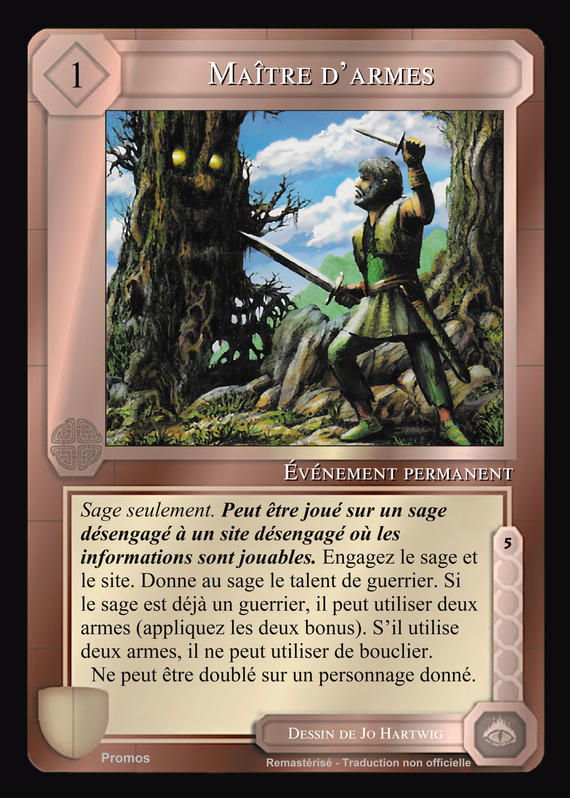 1
Maître d’armes
Événement permanent
Sage seulement. Peut être joué sur un sage
désengagé à un site désengagé où les
informations sont jouables. Engagez le sage et
le site. Donne au sage le talent de guerrier. Si
le sage est déjà un guerrier, il peut utiliser deux
armes (appliquez les deux bonus). S’il utilise
deux armes, il ne peut utiliser de bouclier.
Ne peut être doublé sur un personnage donné.
5
Dessin de Jo Hartwig
Promos
Remastérisé - Traduction non officielle